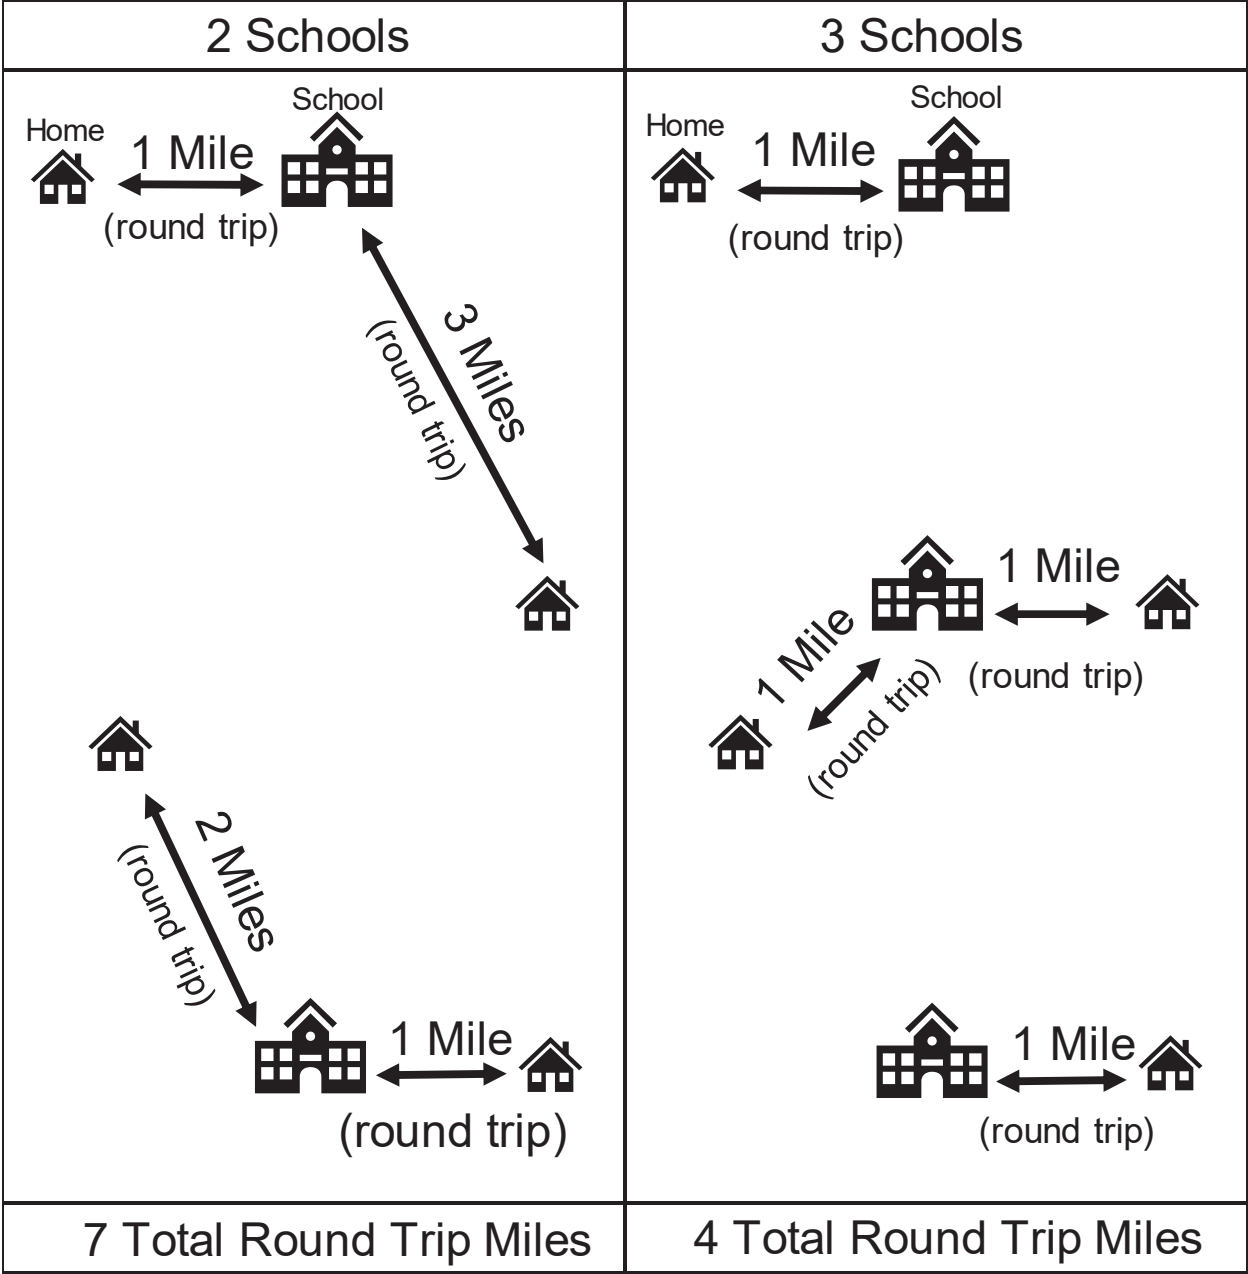 2 Schools
3 Schools
School
Home
1 Mile
(round trip)
3 Miles
(round trip)
2 Miles
(round trip)
1 Mile
(round trip)
7 Total Round Trip Miles
School
Home
1 Mile
(round trip)
1 Mile
(round trip)
1 Mile
(round trip)
1 Mile
(round trip)
4 Total Round Trip Miles